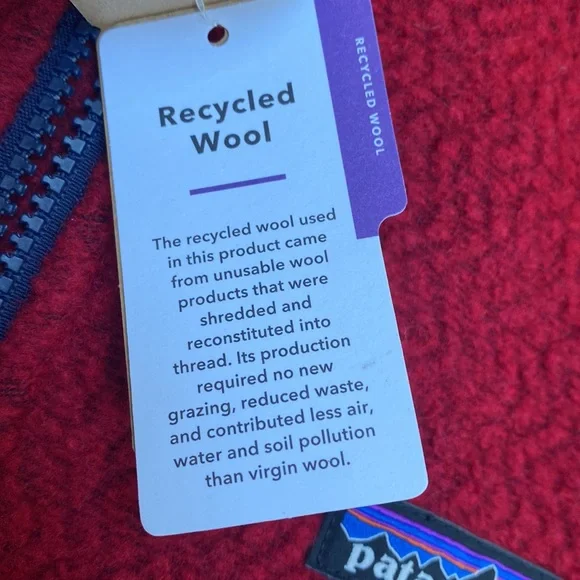 Recycled
Wool
RECYCLED WOOL
The recycled wool used
in this product came
from unusable wool
products that were
shredded and
reconstituted into
thread. Its production
required no new
grazing, reduced waste,
and contributed less air,
water and soil pollution
than virgin wool.